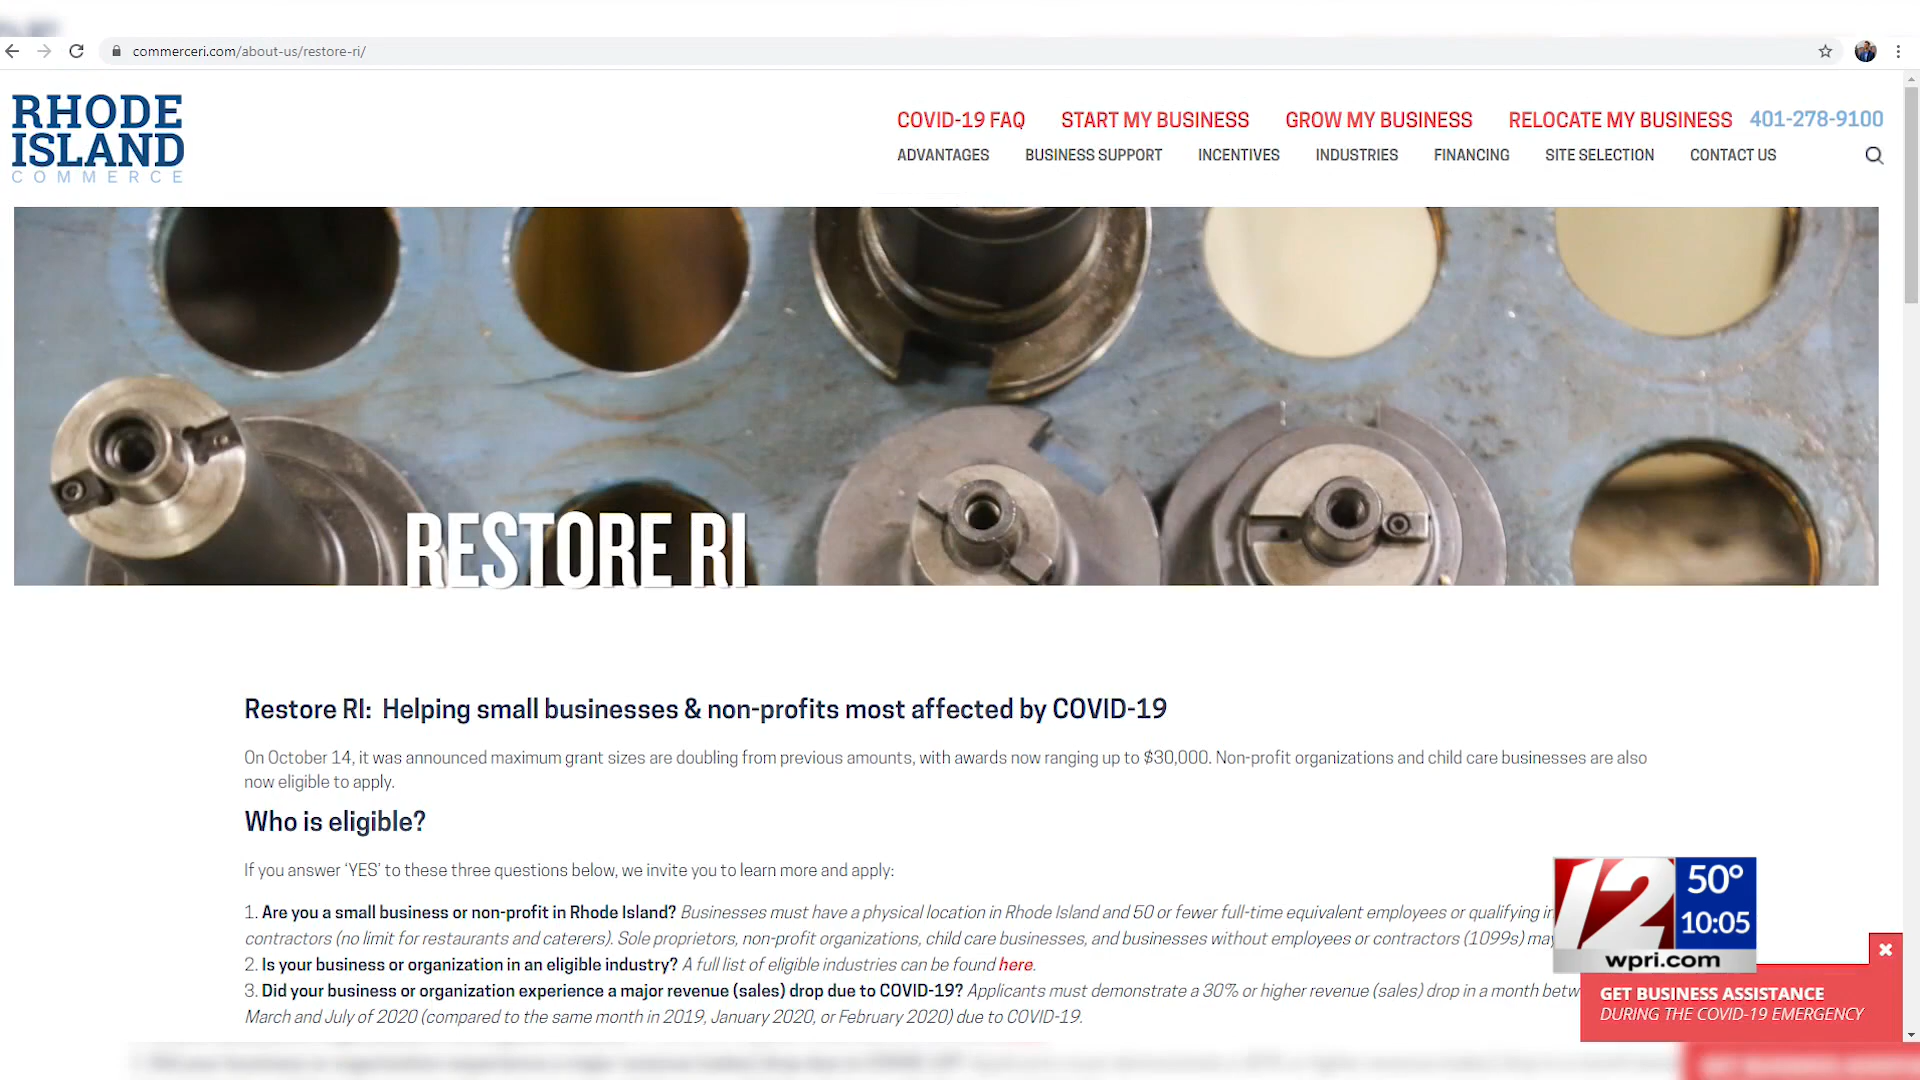 commerceri.com/about-us/restore-ri/
RHODE
ISLAND
COMMERCE
COVID-19 FAQ START MY BUSINESS GROW MY BUSINESS RELOCATE MY BUSINESS 401-278-9100
ADVANTAGES BUSINESS SUPPORT INCENTIVES INDUSTRIES FINANCING SITE SELECTION CONTACT US
RESTORE RI
Restore RI: Helping small businesses & non-profits most affected by COVID-19
On October 14, it was announced maximum grant sizes are doubling from previous amounts, with awards now ranging up to $30,000. Non-profit organizations and child care businesses are also
now eligible to apply.
Who is eligible?
If you answer ‘YES’ to these three questions below, we invite you to learn more and apply:
1. Are you a small business or non-profit in Rhode Island? Businesses must have a physical location in Rhode Island and 50 or fewer full-time equivalent employees or qualifying
contractors (no limit for restaurants and caterers). Sole proprietors, non-profit organizations, child care businesses, and businesses without employees or contractors (1099s) may
2. Is your business or organization in an eligible industry? A full list of eligible industries can be found here.
3. Did your business or organization experience a major revenue (sales) drop due to COVID-19? Applicants must demonstrate a 30% or higher revenue (sales) drop in a month
March and July of 2020 (compared to the same month in 2019, January 2020, or February 2020) due to COVID-19.
12
50°
10:05
wpri.com
GET BUSINESS ASSISTANCE
DURING THE COVID-19 EMERGENCY